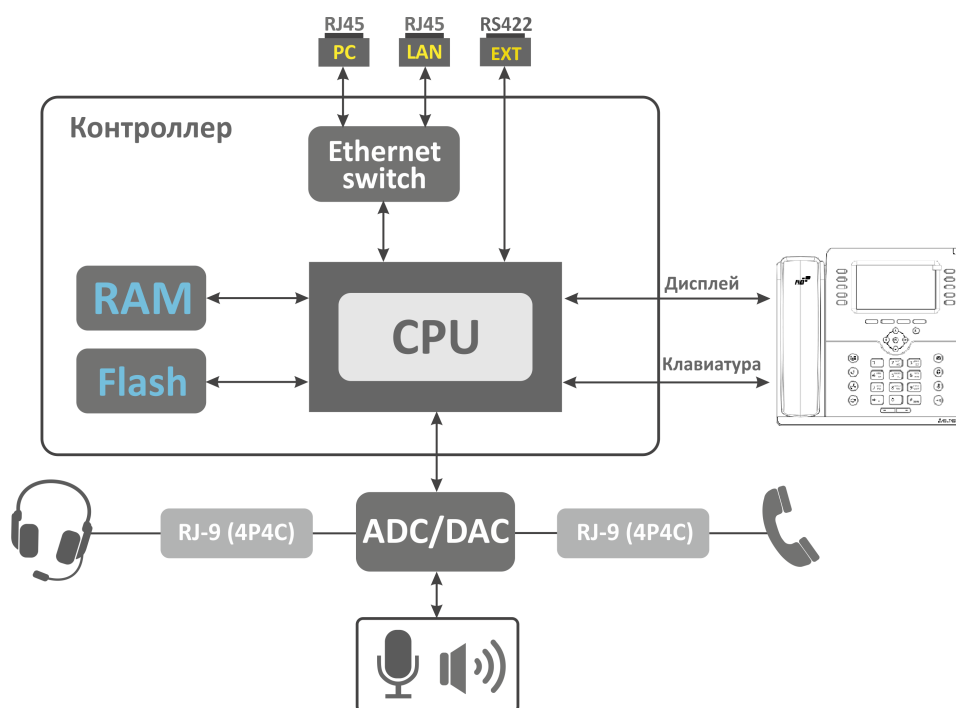 RJ45
RJ45
RS422
PC
LAN
EXT
Контроллер
Ethernet
switch
RAM
Flash
CPU
Дисплей
Клавиатура
RJ-9 (4P4C)
ADC/DAC
RJ-9 (4P4C)